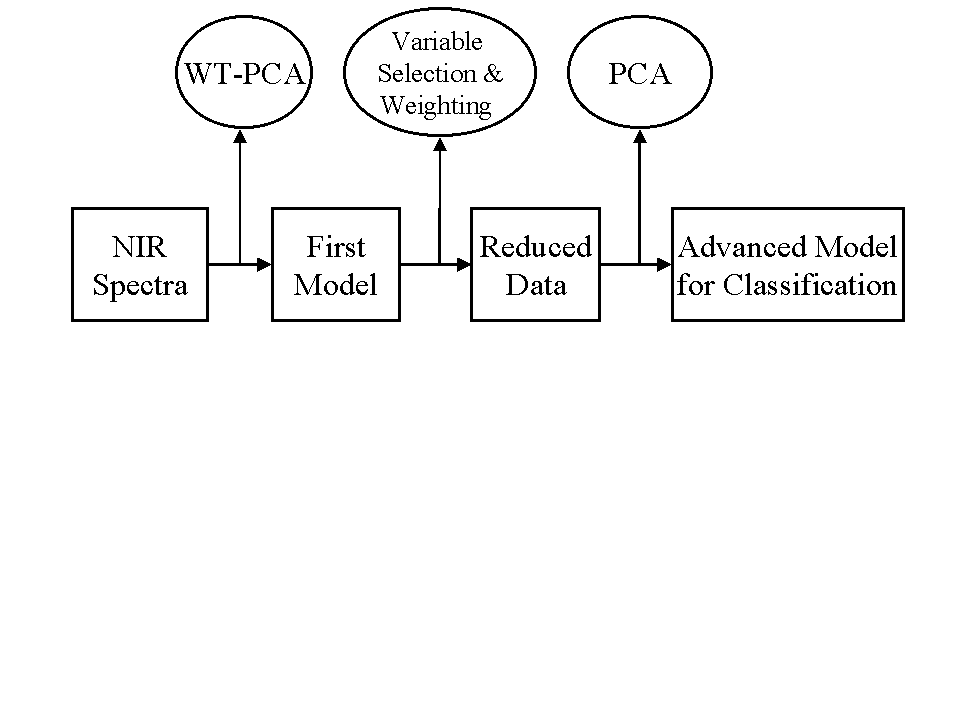 WT-PCA
Variable
Selection &
Weighting
PCA
NIR
Spectra
First
Model
Reduced
Data
Advanced Model
for Classification